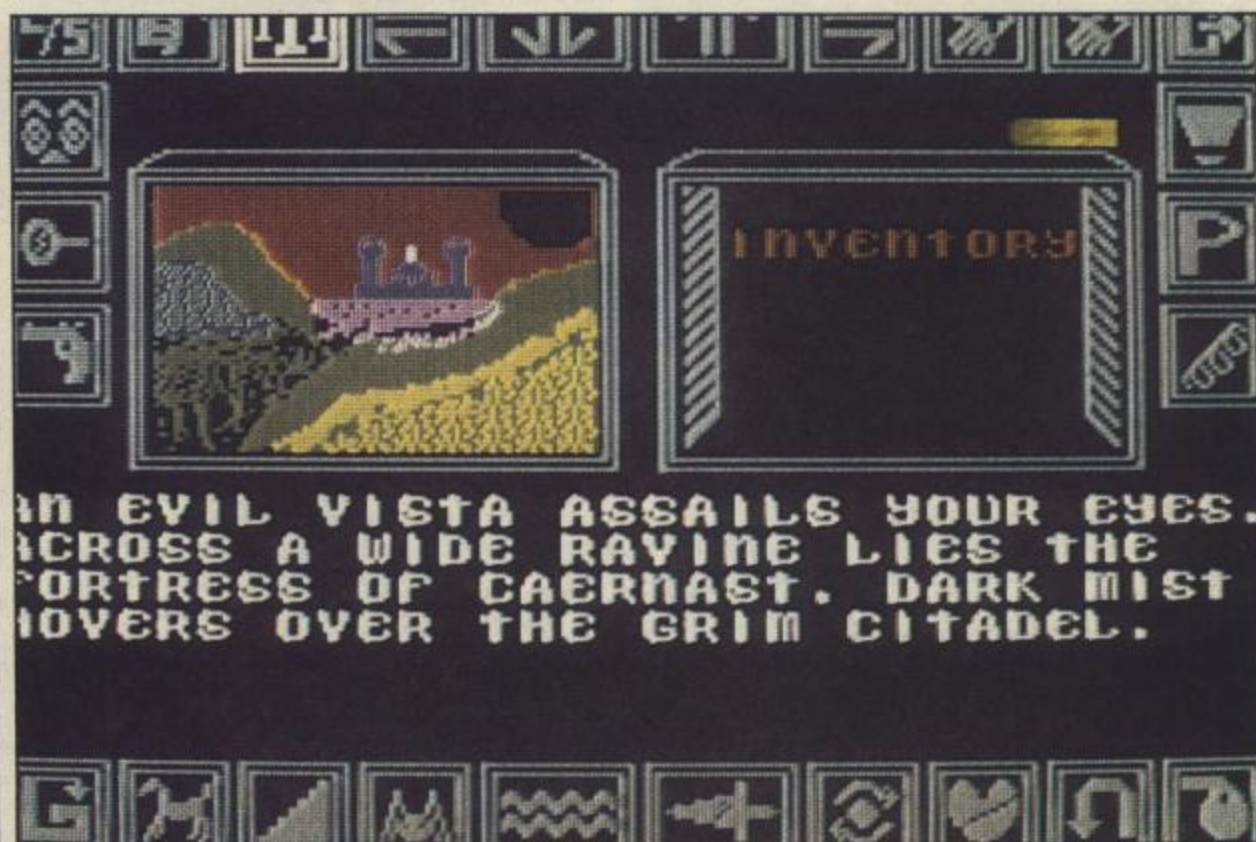 INVENTORY
P
AN EVIL VISTA ASSAILS YOUR EYES.
ACROSS A WIDE RAVINE LIES THE
FORTRESS OF CAERNAST. DARK MIST
HOVERS OVER THE GRIM CITADEL.